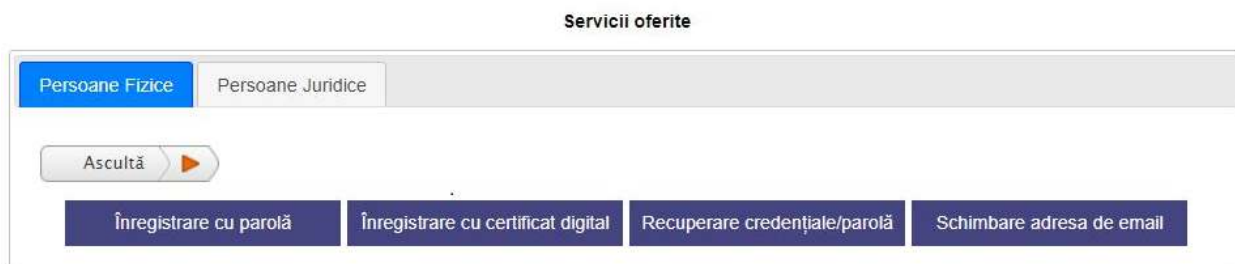 Servicii oferite
Persoane Fizice Persoane Juridice
Ascultă
Înregistrare cu parolă Înregistrare cu certificat digital Recuperare credențiale/parolă Schimbare adresa de email